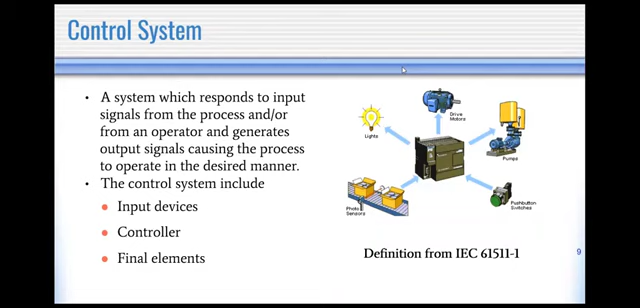 Control System
• A system which responds to input
signals from the process and/or
from an operator and generates
output signals causing the process
to operate in the desired manner.
• The control system include
• Input devices
• Controller
• Final elements
Lights
Drive
Motors
Pumps
Photo
Sensors
Pushbutton
Switches
Definition from IEC 61511-1
9